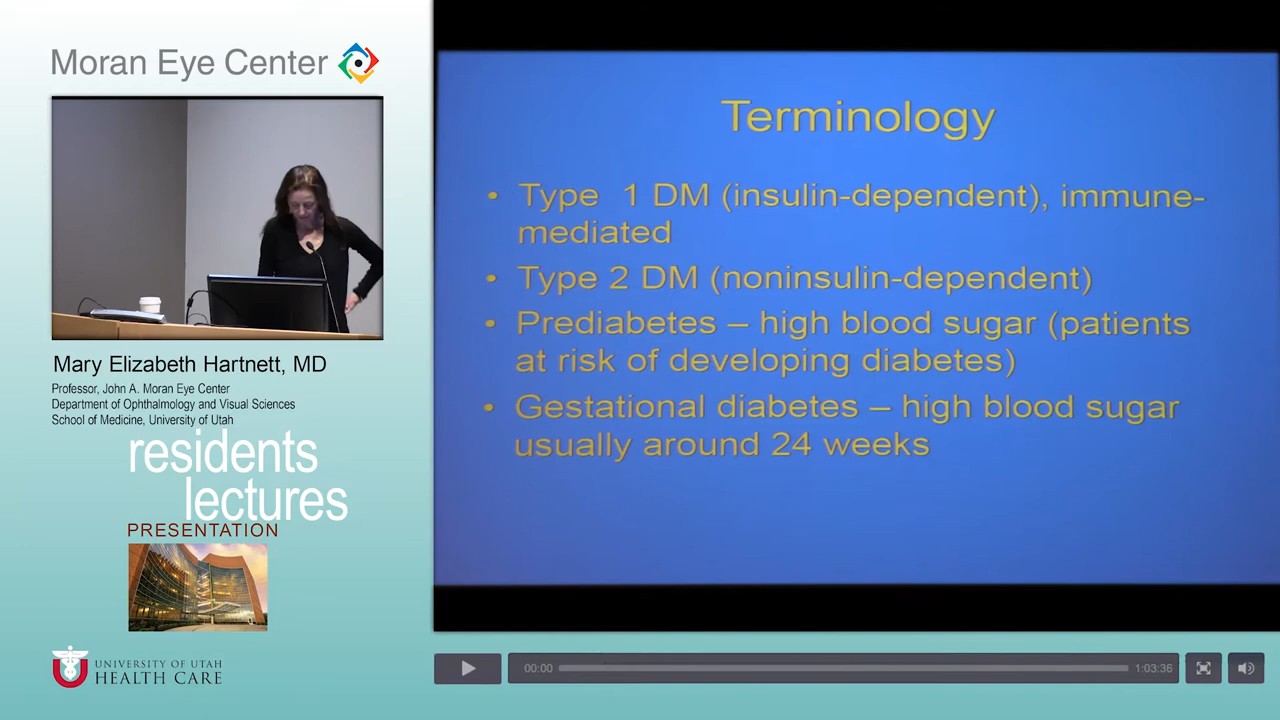 Moran Eye Center
Mary Elizabeth Hartnett, MD
Professor, John A. Moran Eye Center
Department of Ophthalmology and Visual Sciences
School of Medicine, University of Utah
residents
lectures
PRESENTATION
UNIVERSITY OF UTAH
HEALTH CARE
Terminology
• Type 1 DM (insulin-dependent), immune-
mediated
• Type 2 DM (noninsulin-dependent)
• Prediabetes – high blood sugar (patients
at risk of developing diabetes)
• Gestational diabetes – high blood sugar
usually around 24 weeks
00:00
1:03:36